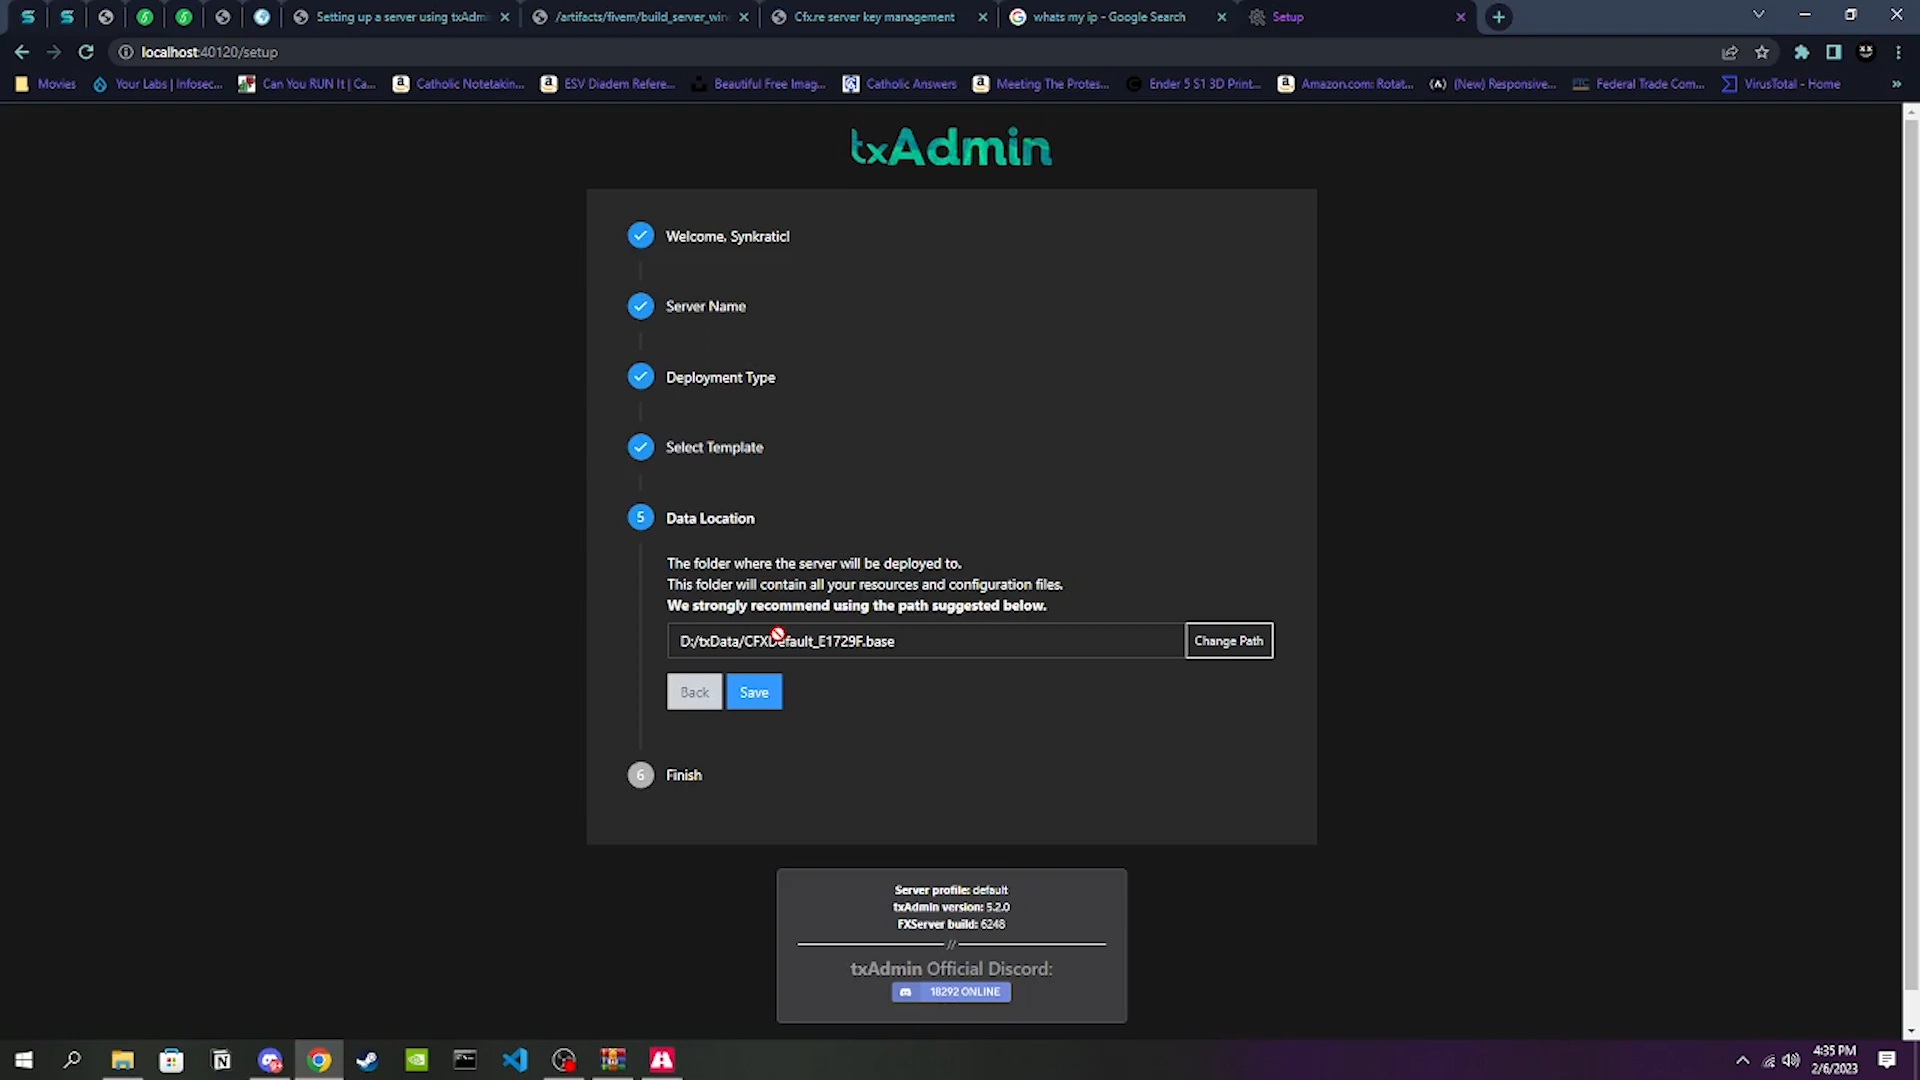 Setting up a server using txAdmi
/artifacts/fivem/build_server_win
Cfx.re server key management
whats my ip - Google Search
Setup
localhost:40120/setup
Movies
Your Labs | Infosec...
Can You RUN It | Ca...
Catholic Notetakin...
ESV Diadem Refere...
Beautiful Free Imag...
Catholic Answers
Meeting The Protes...
Ender 5 S1 3D Print...
Amazon.com: Rotat...
(New) Responsive...
Federal Trade Com...
VirusTotal - Home
»
txAdmin
Welcome, Synkraticl
Server Name
Deployment Type
Select Template
5 Data Location
The folder where the server will be deployed to.
This folder will contain all your resources and configuration files.
We strongly recommend using the path suggested below.
D:/txData/CFXDefault_E1729F.base
Change Path
Back Save
6 Finish
Server profile: default
txAdmin version: 5.2.0
FXServer build: 6248
//
txAdmin Official Discord:
18292 ONLINE
4:35 PM
2/6/2023